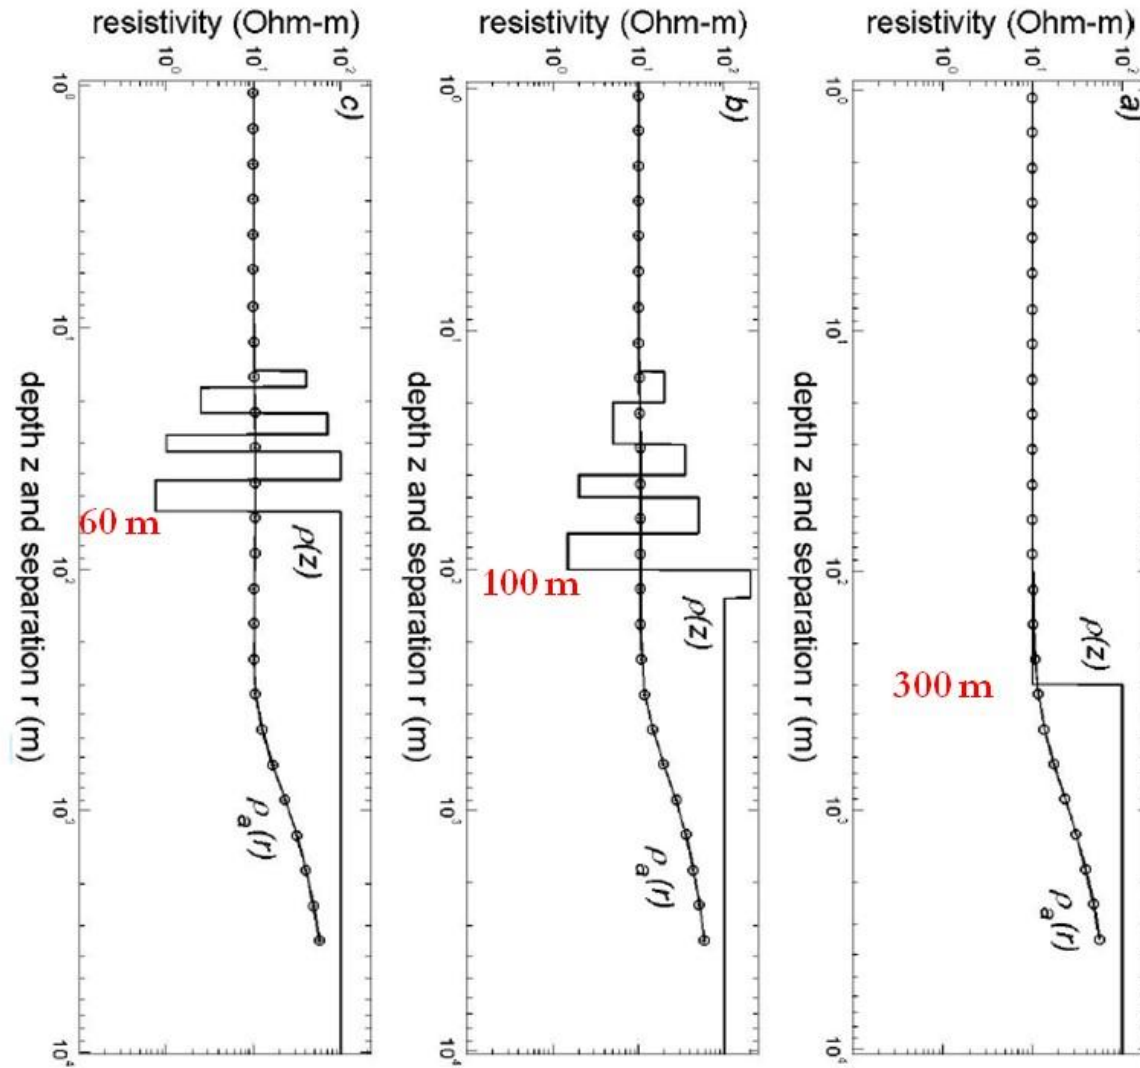 a)
resistivity (Ohm-m)
10² 10¹ 10⁰
10⁰ 10¹ 10² 10³ 10⁴
ρ(z)
ρₐ(r)
300 m
depth z and separation r (m)
b)
resistivity (Ohm-m)
10² 10¹ 10⁰
10⁰ 10¹ 10² 10³
ρ(z)
ρₐ(r)
100 m
depth z and separation r (m)
c)
resistivity (Ohm-m)
10² 10¹ 10⁰
10⁰ 10¹ 10² 10³ 10⁴
ρ(z)
ρₐ(r)
60 m
depth z and separation r (m)